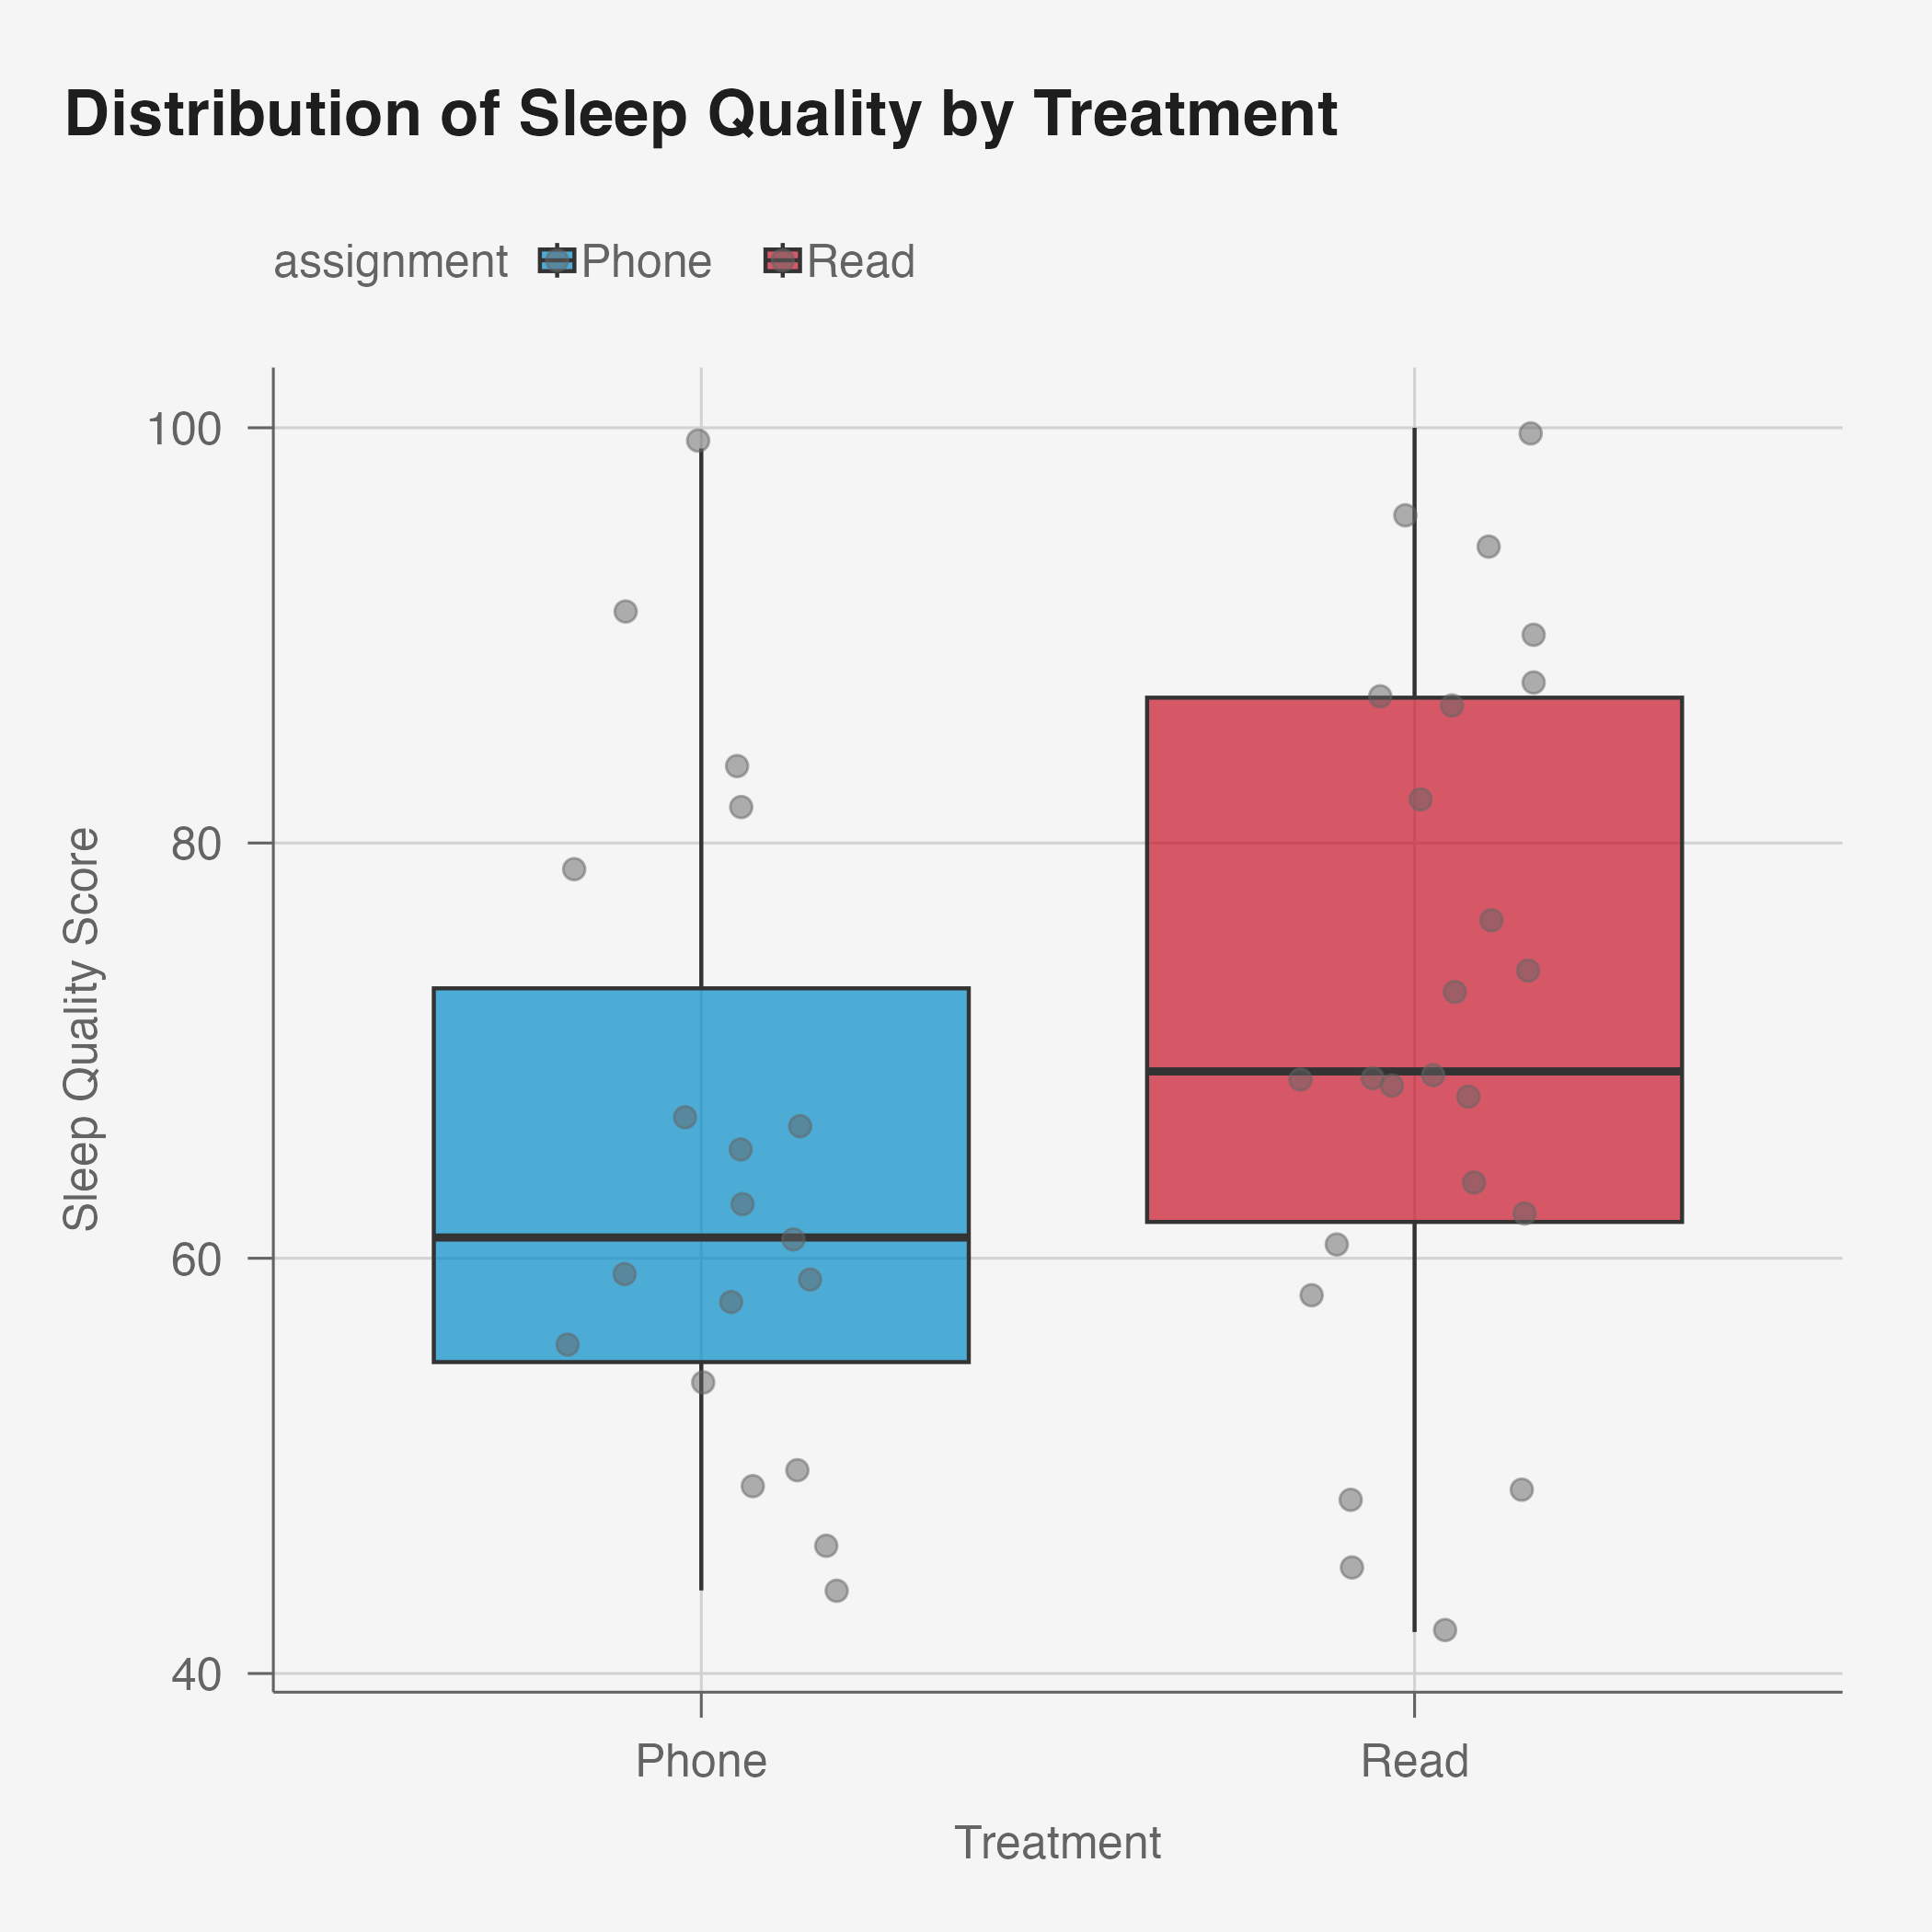 Distribution of Sleep Quality by Treatment
assignment Phone Read
100
80
60
40
Sleep Quality Score
Phone Read
Treatment